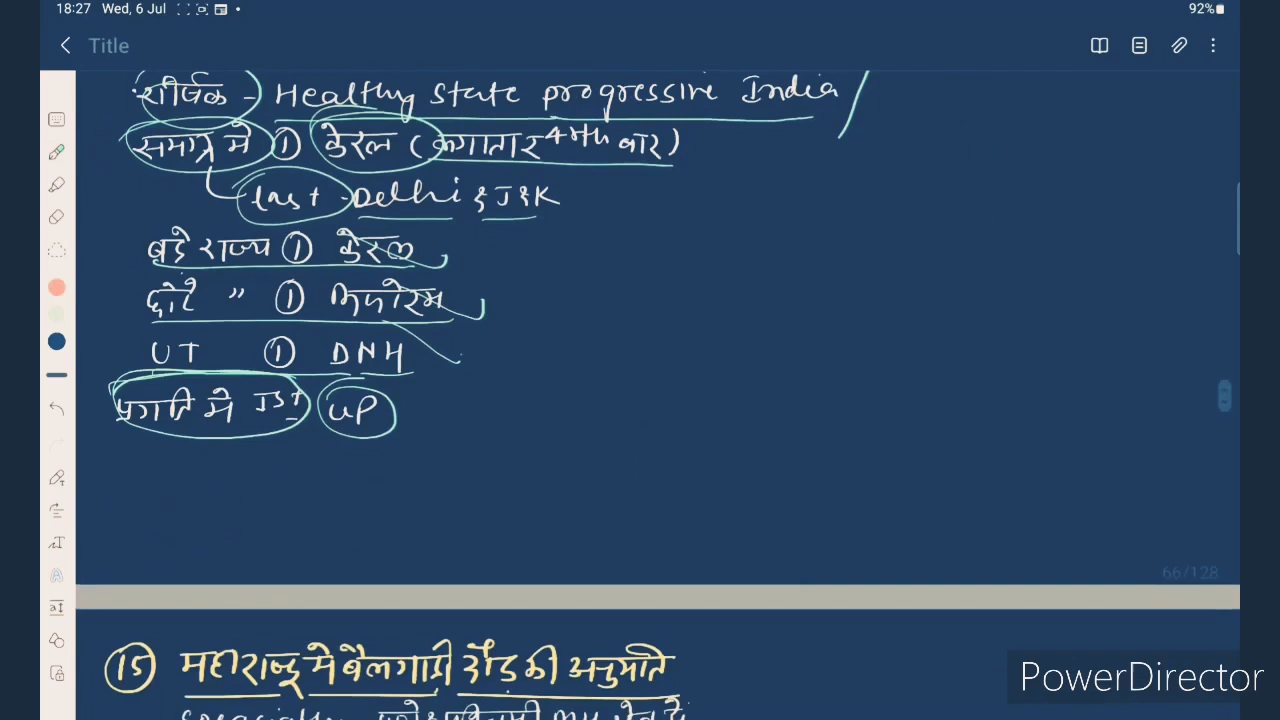 18:27 Wed, 6 Jul 92%
Title
शीर्षक - Healthy state progressive India
समग्र मे ① केरल (लगातार 4th बार)
last - Delhi & J&K
बड़े राज्य ① केरल
छोटे " ① मिजोरम
UT ① DNH
प्रगति मे Ist UP
66/128
⑮ महाराष्ट्र मे बैलगाड़ी दौड की अनुमति
PowerDirector